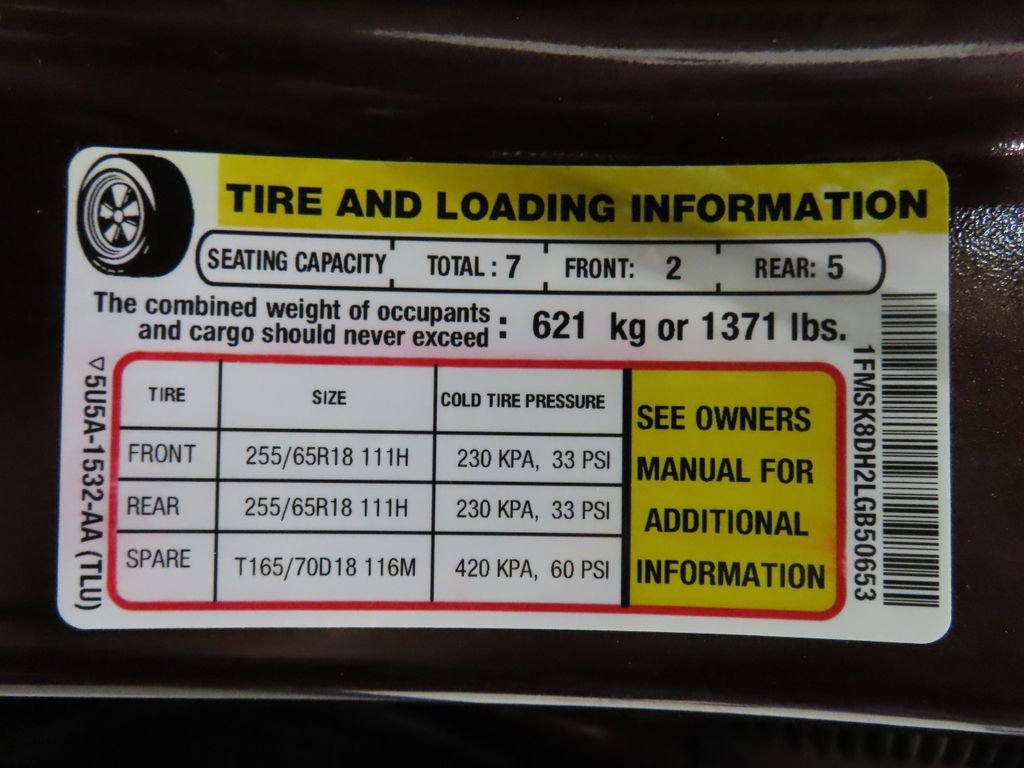 TIRE AND LOADING INFORMATION
SEATING CAPACITY TOTAL : 7 FRONT: 2 REAR: 5
The combined weight of occupants
and cargo should never exceed : 621 kg or 1371 lbs.
TIRE SIZE COLD TIRE PRESSURE
FRONT 255/65R18 111H 230 KPA, 33 PSI
REAR 255/65R18 111H 230 KPA, 33 PSI
SPARE T165/70D18 116M 420 KPA, 60 PSI
SEE OWNERS
MANUAL FOR
ADDITIONAL
INFORMATION
5U5A-1532-AA (TLU)
1FMSK8DH2LGB50653